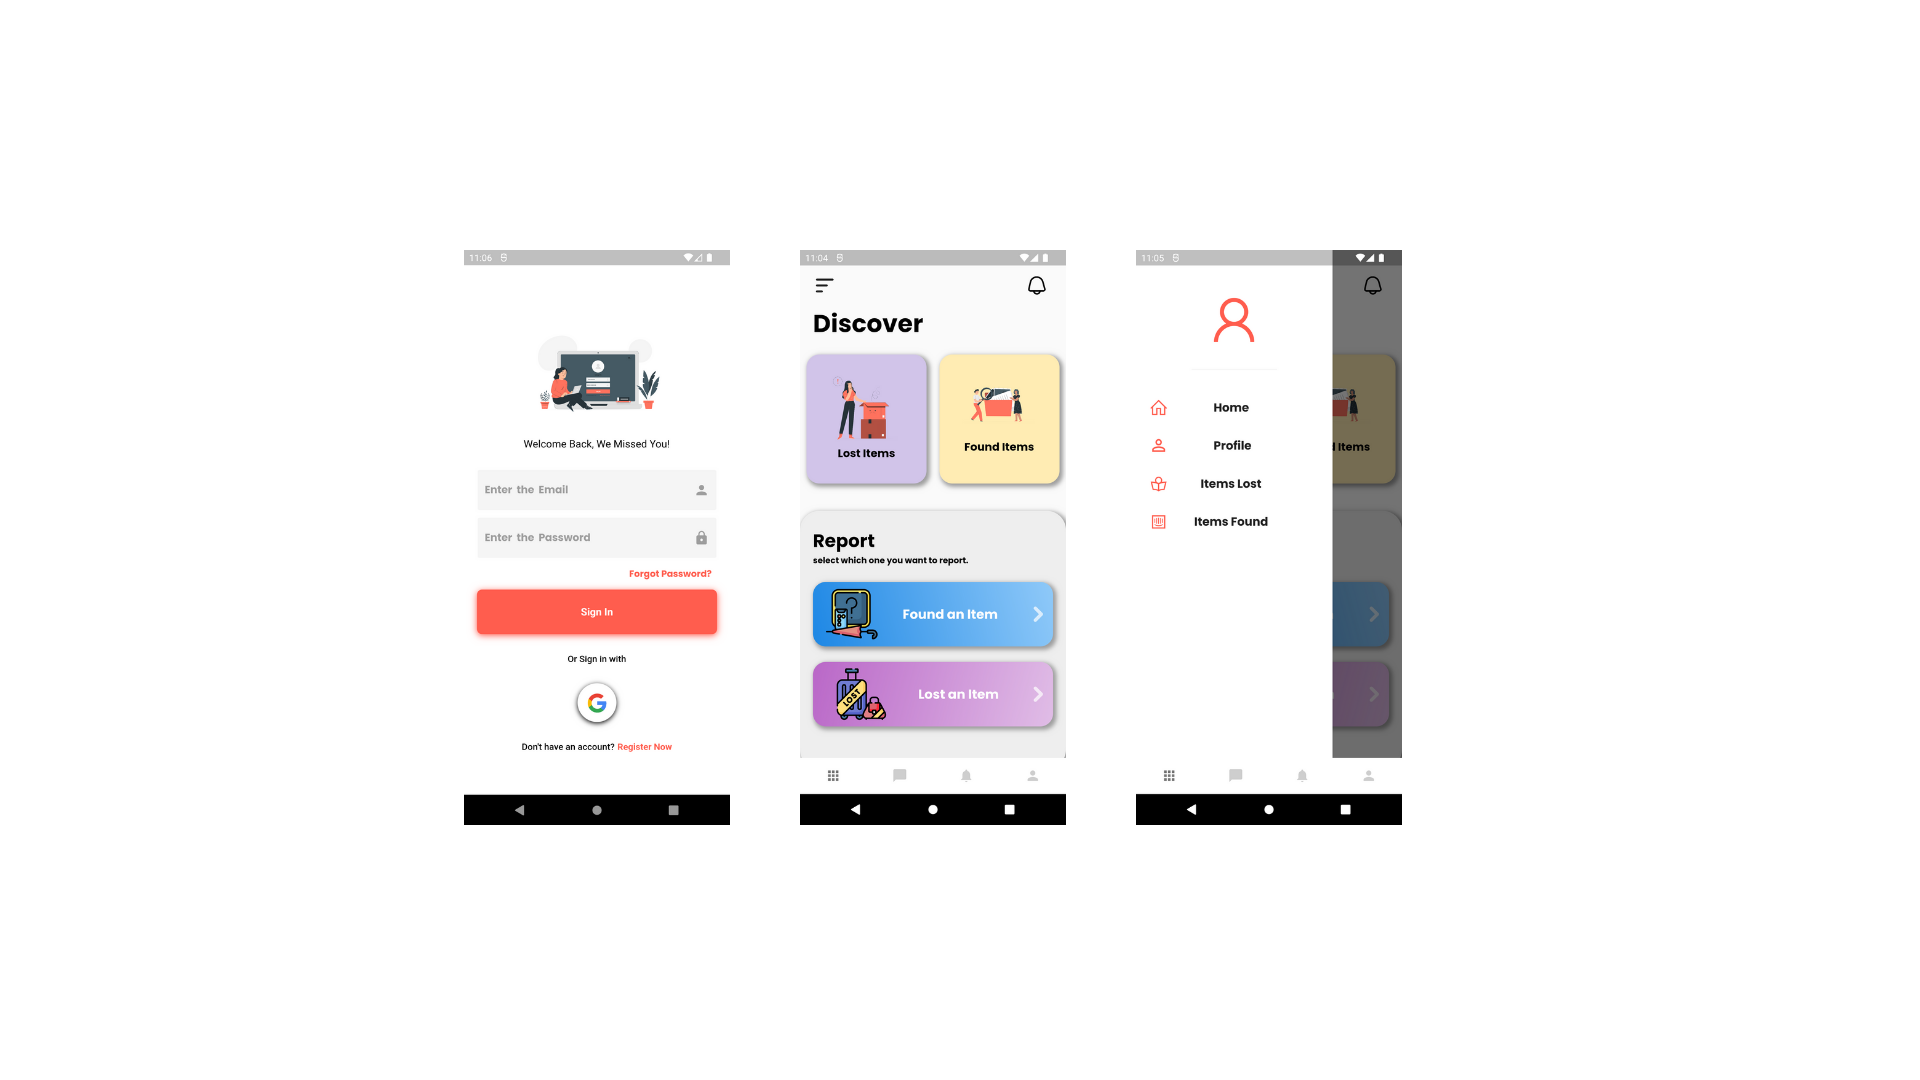 11:06
Welcome Back, We Missed You!
Enter the Email
Enter the Password
Forgot Password?
Sign In
Or Sign in with
G
Don't have an account? Register Now
11:04
Discover
Lost Items
Found Items
Report
select which one you want to report.
Found an Item
LOST
Lost an Item
11:05
Home
Profile
Items Lost
Items Found
d Items